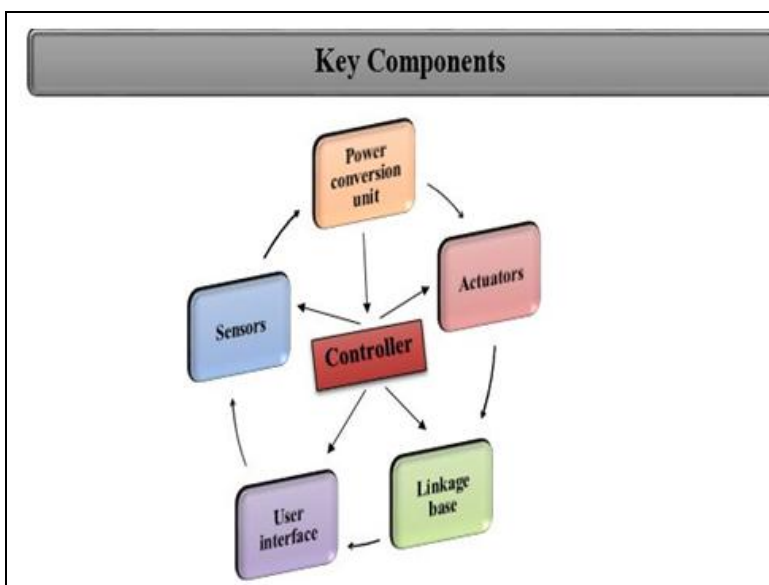 Key Components
Power
conversion
unit
Actuators
Sensors
Controller
Linkage
base
User
interface